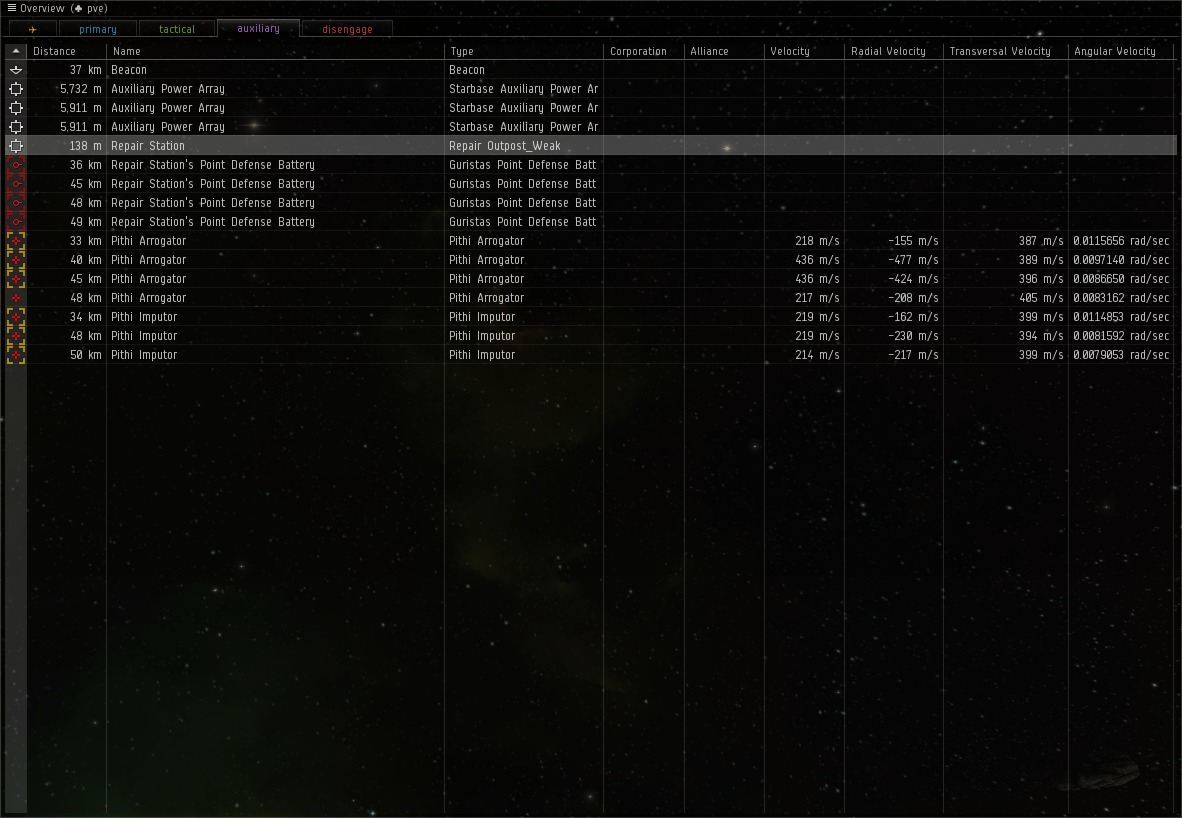 Overview (♣ pve)
primary tactical auxiliary disengage
Distance Name Type Corporation Alliance Velocity Radial Velocity Transversal Velocity Angular Velocity
37 km Beacon Beacon
5,732 m Auxiliary Power Array Starbase Auxiliary Power Ar
5,911 m Auxiliary Power Array Starbase Auxiliary Power Ar
5,911 m Auxiliary Power Array Starbase Auxiliary Power Ar
138 m Repair Station Repair Outpost_Weak
36 km Repair Station's Point Defense Battery Guristas Point Defense Batt
45 km Repair Station's Point Defense Battery Guristas Point Defense Batt
48 km Repair Station's Point Defense Battery Guristas Point Defense Batt
49 km Repair Station's Point Defense Battery Guristas Point Defense Batt
33 km Pithi Arrogator Pithi Arrogator 218 m/s -155 m/s 387 m/s 0.0115656 rad/sec
40 km Pithi Arrogator Pithi Arrogator 436 m/s -477 m/s 389 m/s 0.0097140 rad/sec
45 km Pithi Arrogator Pithi Arrogator 436 m/s -424 m/s 396 m/s 0.0086650 rad/sec
48 km Pithi Arrogator Pithi Arrogator 217 m/s -208 m/s 405 m/s 0.0083162 rad/sec
34 km Pithi Imputor Pithi Imputor 219 m/s -162 m/s 399 m/s 0.0114853 rad/sec
48 km Pithi Imputor Pithi Imputor 219 m/s -230 m/s 394 m/s 0.0081592 rad/sec
50 km Pithi Imputor Pithi Imputor 214 m/s -217 m/s 399 m/s 0.0079053 rad/sec